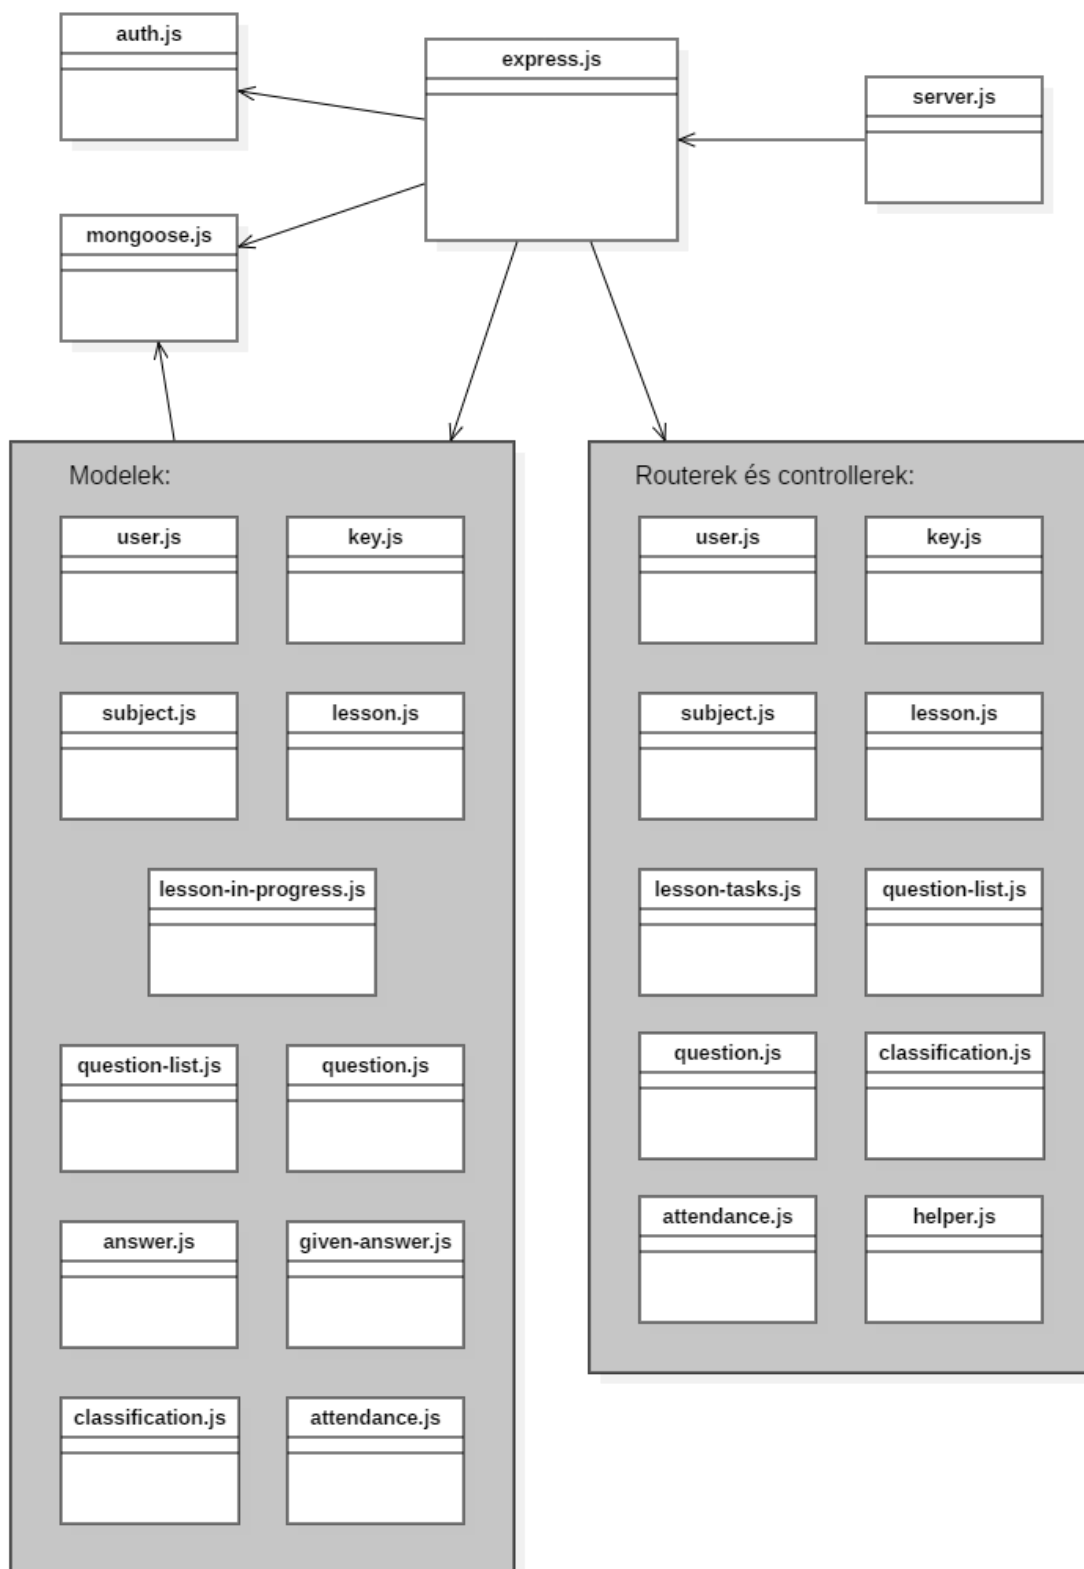 auth.js
express.js
server.js
mongoose.js
Modelek:
user.js
key.js
subject.js
lesson.js
lesson-in-progress.js
question-list.js
question.js
answer.js
given-answer.js
classification.js
attendance.js
Routerek és controllerek:
user.js
key.js
subject.js
lesson.js
lesson-tasks.js
question-list.js
question.js
classification.js
attendance.js
helper.js